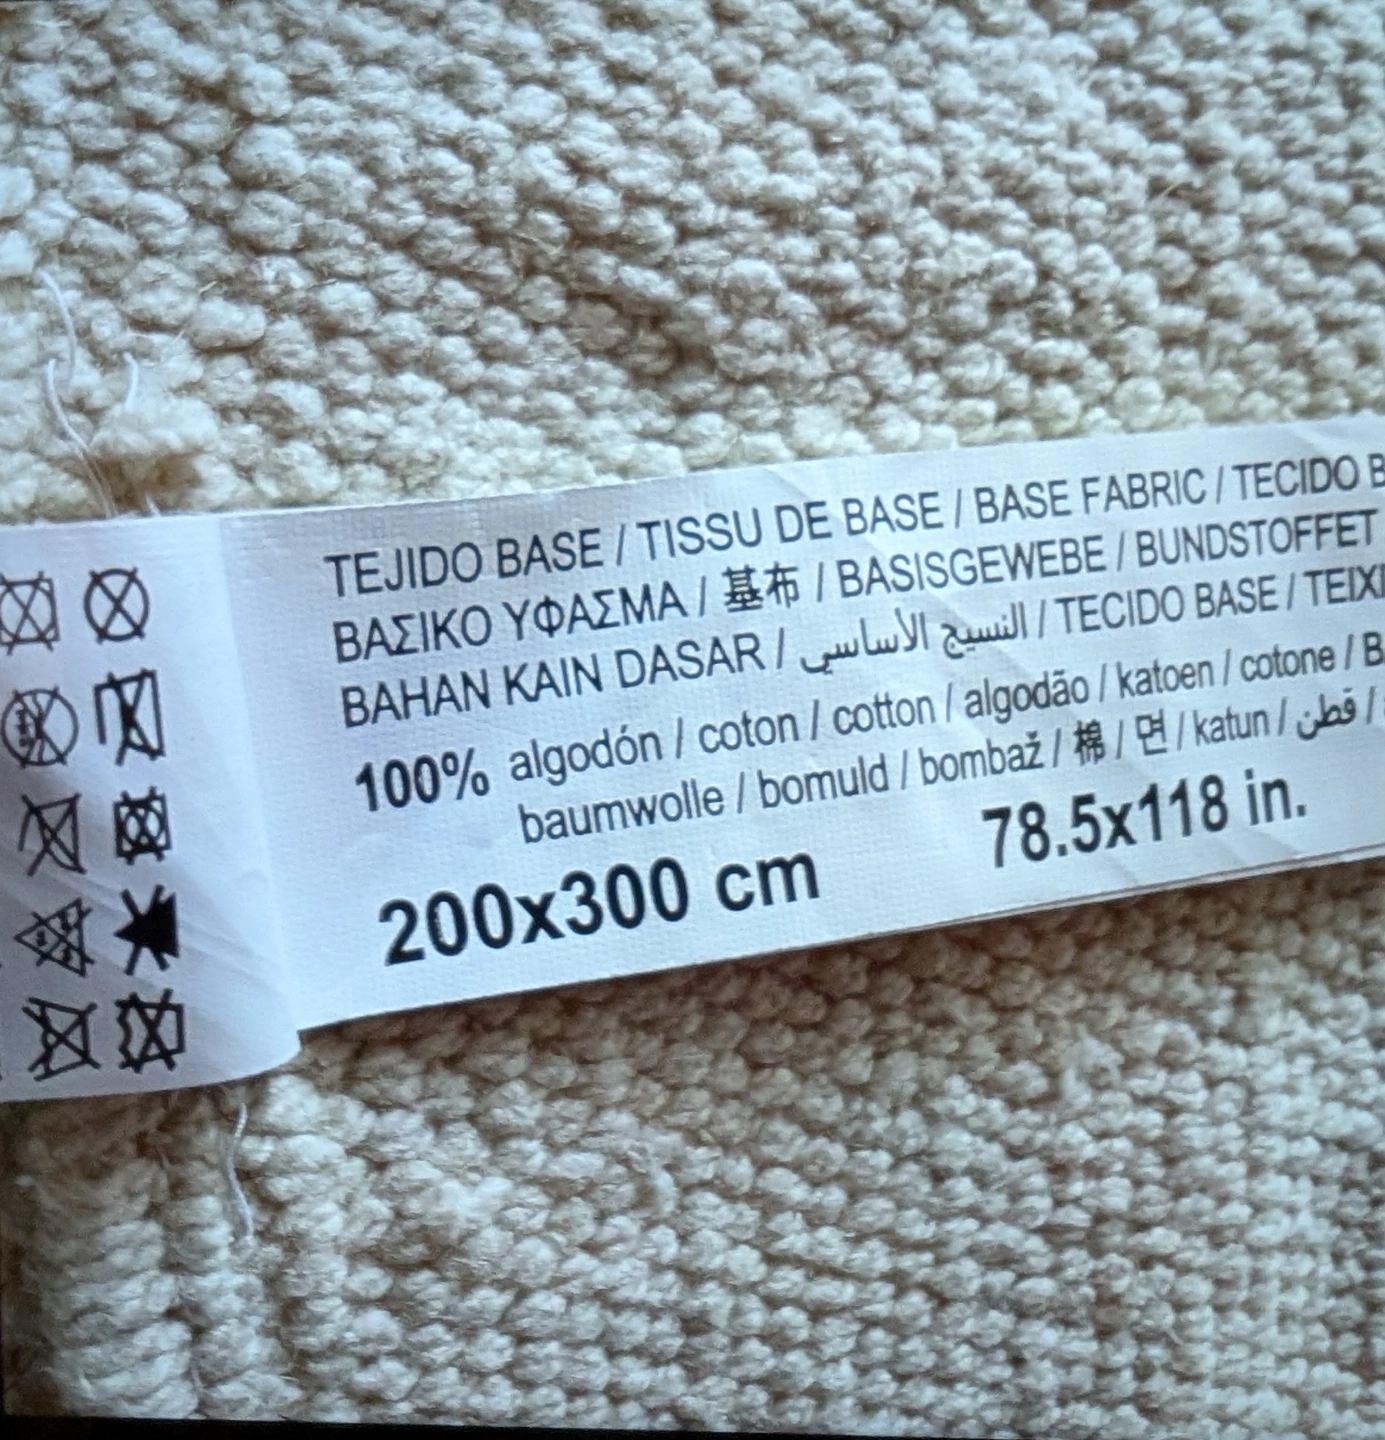 TEJIDO BASE / TISSU DE BASE / BASE FABRIC / TECIDO B
ΒΑΣΙΚΟ ΥΦΑΣΜΑ / 基布 / BASISGEWEBE / BUNDSTOFFET
BAHAN KAIN DASAR / النسيج الاساسي / TECIDO BASE / TEIXI
100% algodón / coton / cotton / algodão / katoen / cotone / B
baumwolle / bomuld / bombaž / 棉 / 면 / katun / قطن /
200x300 cm 78.5x118 in.